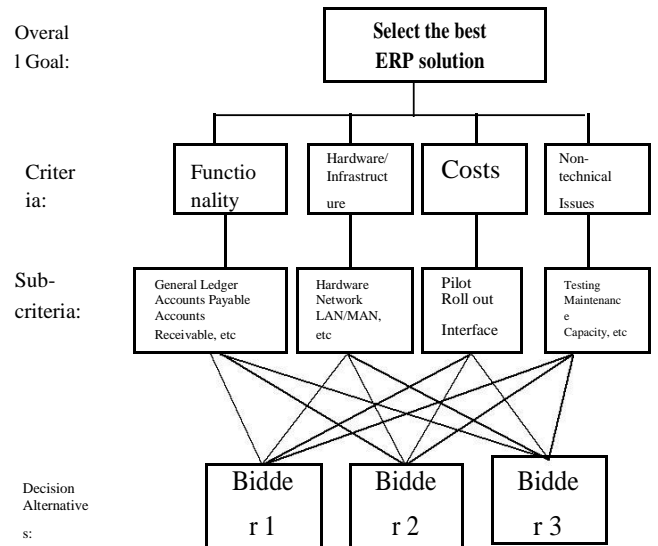 Overal
l Goal:
Select the best
ERP solution
Criter
ia:
Functio
nality
Hardware/
Infrastruct
ure
Costs
Non-
technical
Issues
Sub-
criteria:
General Ledger
Accounts Payable
Accounts
Receivable, etc
Hardware
Network
LAN/MAN,
etc
Pilot
Roll out
Interface
Testing
Maintenanc
e
Capacity, etc
Decision
Alternative
s:
Bidde
r 1
Bidde
r 2
Bidde
r 3